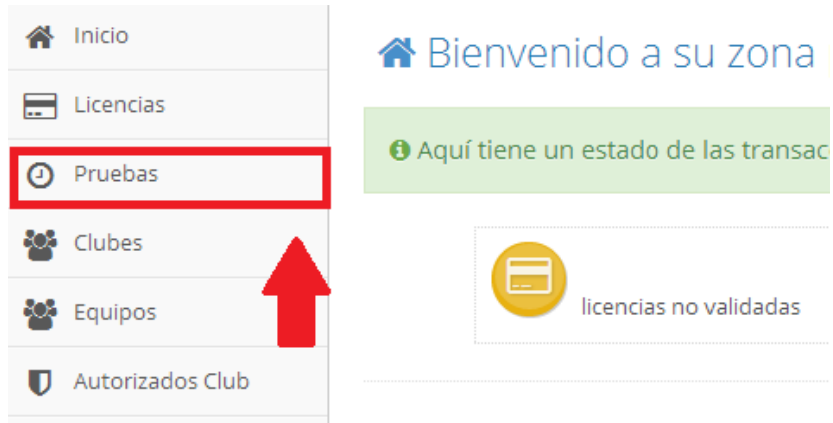 Inicio
Licencias
Pruebas
Clubes
Equipos
Autorizados Club
Bienvenido a su zona
Aquí tiene un estado de las transac
licencias no validadas